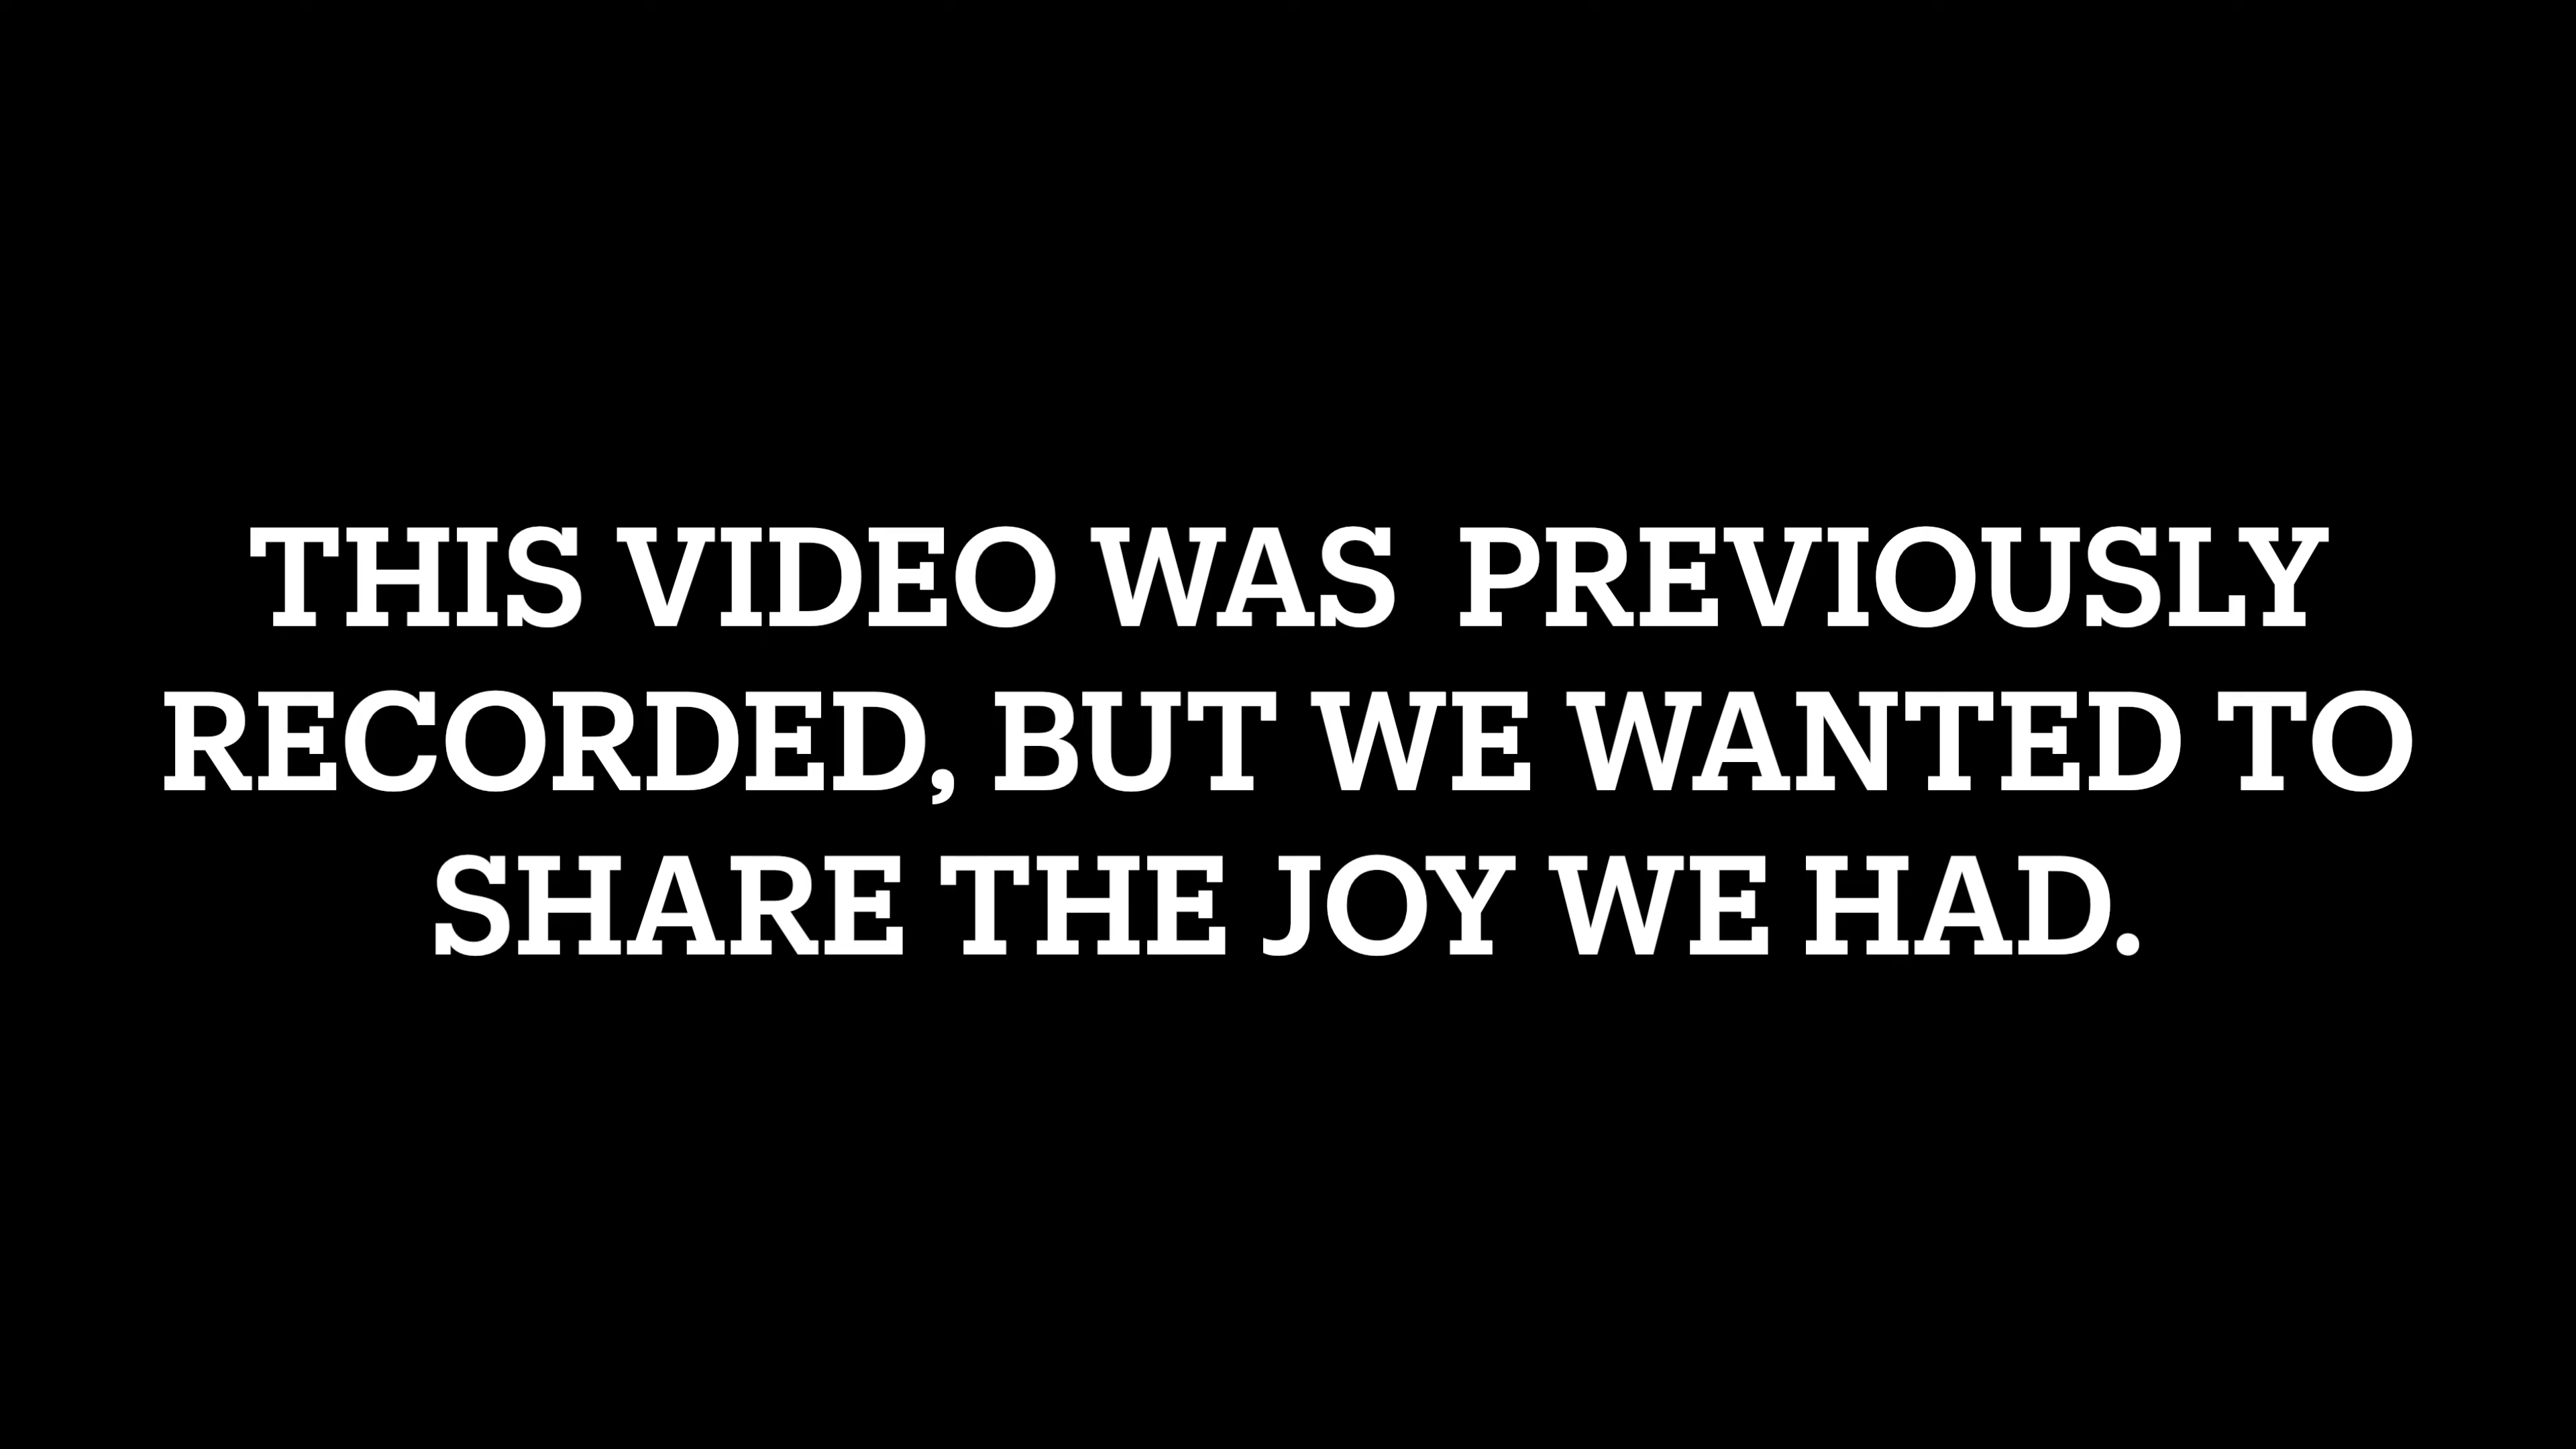 THIS VIDEO WAS  PREVIOUSLY
RECORDED, BUT WE WANTED TO
SHARE THE JOY WE HAD.